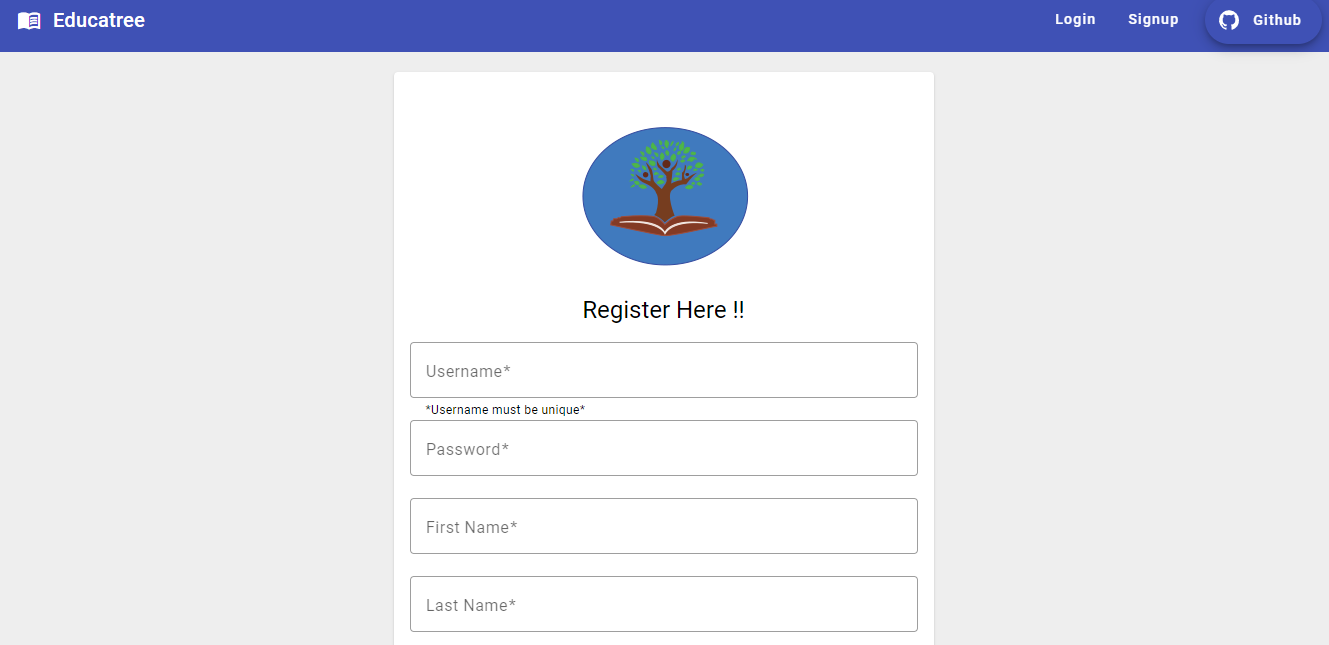 Educatree
Login
Signup
Github
Register Here !!
Username*
*Username must be unique*
Password*
First Name*
Last Name*